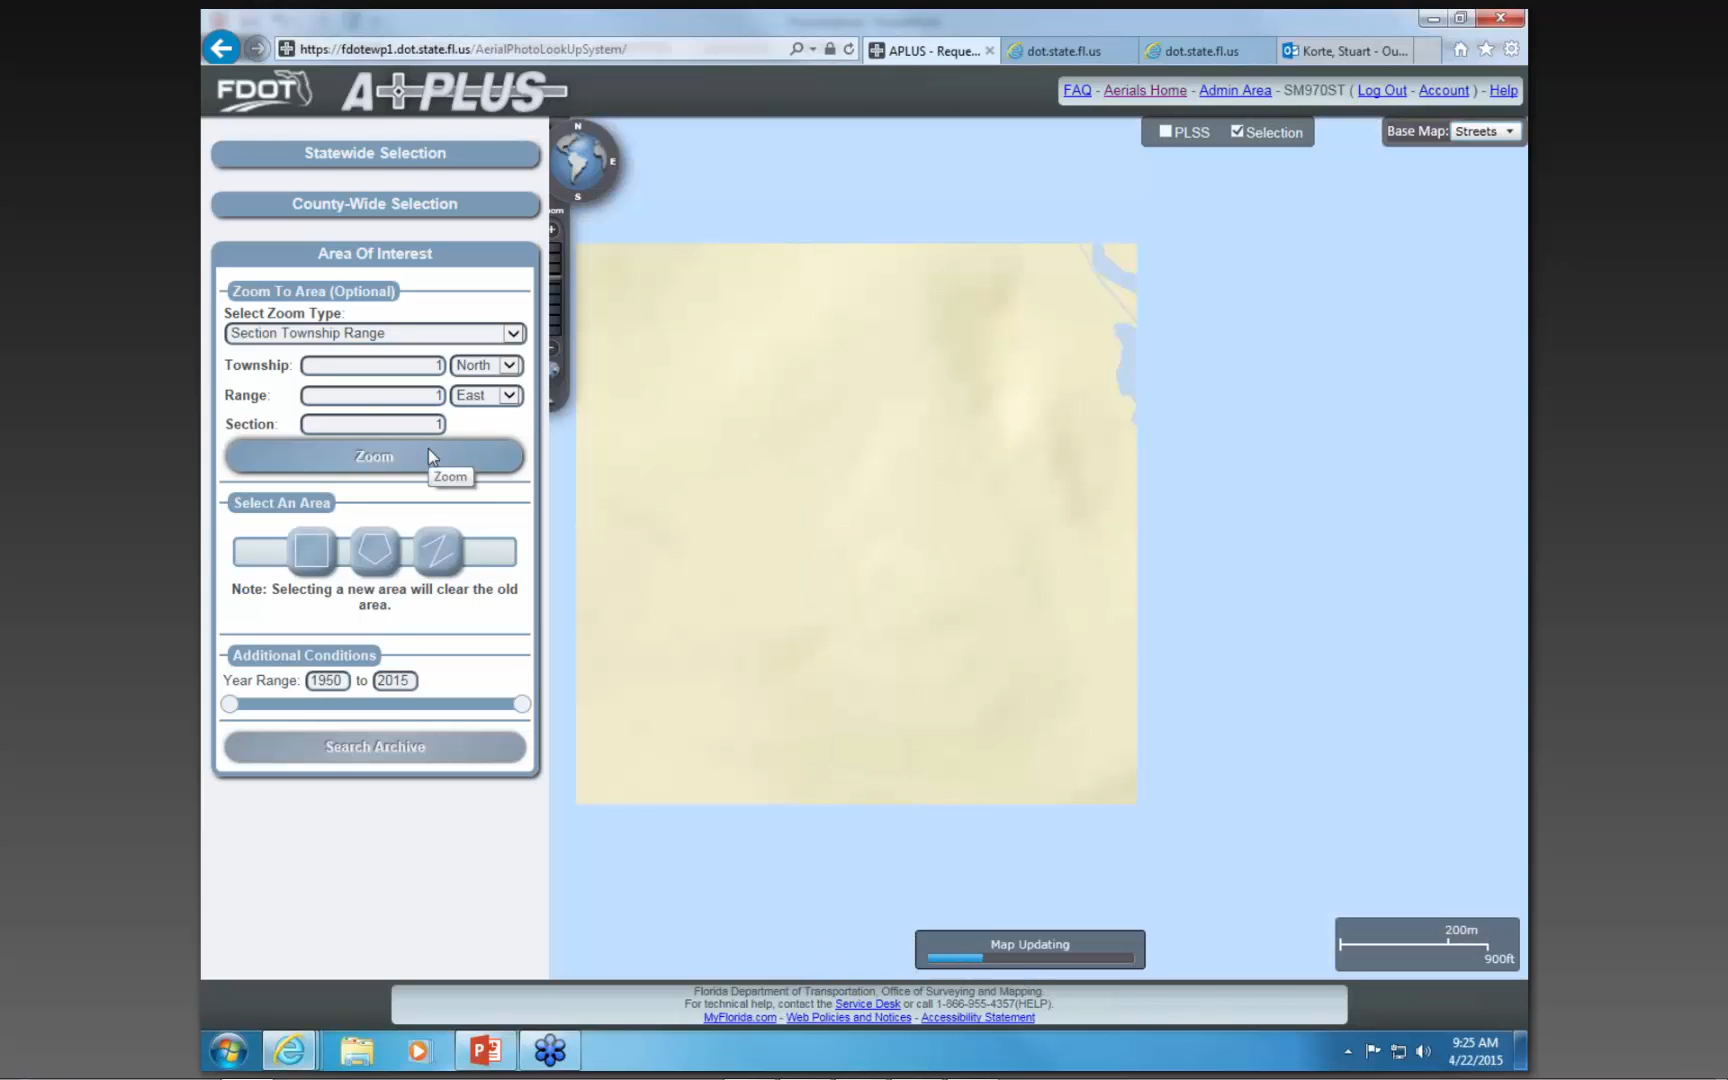 https://fdotewp1.dot.state.fl.us/AerialPhotoLookUpSystem/
APLUS - Reque...
dot.state.fl.us
dot.state.fl.us
Korte, Stuart - Ou...
FDOT
A+PLUS
FAQ - Aerials Home - Admin Area - SM970ST ( Log Out - Account ) - Help
PLSS
Selection
Base Map: Streets
Statewide Selection
County-Wide Selection
Area Of Interest
Zoom To Area (Optional)
Select Zoom Type:
Section Township Range
Township: 1 North
Range: 1 East
Section: 1
Zoom
Zoom
Select An Area
Note: Selecting a new area will clear the old
area.
Additional Conditions
Year Range: 1950 to 2015
Search Archive
N
E
S
Map Updating
200m
900ft
Florida Department of Transportation, Office of Surveying and Mapping.
For technical help, contact the Service Desk or call 1-866-955-4357(HELP).
MyFlorida.com - Web Policies and Notices - Accessibility Statement
9:25 AM
4/22/2015